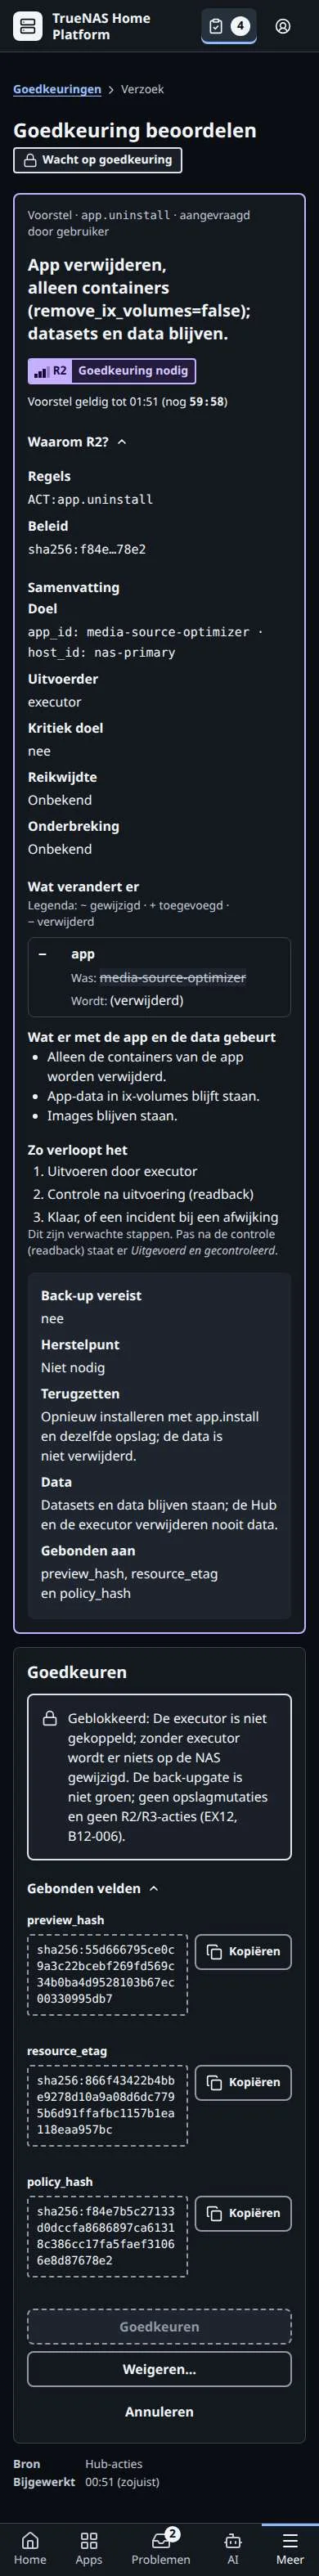 TrueNAS Home
Platform
4
Goedkeuringen > Verzoek
Goedkeuring beoordelen
Wacht op goedkeuring
Voorstel · app.uninstall · aangevraagd
door gebruiker
App verwijderen,
alleen containers
(remove_ix_volumes=false);
datasets en data blijven.
R2 Goedkeuring nodig
Voorstel geldig tot 01:51 (nog 59:58)
Waarom R2?
Regels
ACT:app.uninstall
Beleid
sha256:f84e…78e2
Samenvatting
Doel
app_id: media-source-optimizer ·
host_id: nas-primary
Uitvoerder
executor
Kritiek doel
nee
Reikwijdte
Onbekend
Onderbreking
Onbekend
Wat verandert er
Legenda: ~ gewijzigd · + toegevoegd ·
− verwijderd
− app
Was: media-source-optimizer
Wordt: (verwijderd)
Wat er met de app en de data gebeurt
• Alleen de containers van de app
worden verwijderd.
• App-data in ix-volumes blijft staan.
• Images blijven staan.
Zo verloopt het
1. Uitvoeren door executor
2. Controle na uitvoering (readback)
3. Klaar, of een incident bij een afwijking
Dit zijn verwachte stappen. Pas na de controle
(readback) staat er Uitgevoerd en gecontroleerd.
Back-up vereist
nee
Herstelpunt
Niet nodig
Terugzetten
Opnieuw installeren met app.install
en dezelfde opslag; de data is
niet verwijderd.
Data
Datasets en data blijven staan; de Hub
en de executor verwijderen nooit data.
Gebonden aan
preview_hash, resource_etag
en policy_hash
Goedkeuren
Geblokkeerd: De executor is niet
gekoppeld; zonder executor
wordt er niets op de NAS
gewijzigd. De back-upgate is
niet groen; geen opslagmutaties
en geen R2/R3-acties (EX12,
B12-006).
Gebonden velden
preview_hash
sha256:55d666795ce0c
9a3c22bcebf269fd569c
34b0ba4d9528103b67ec
00330995db7
Kopiëren
resource_etag
sha256:866f43422b4bb
e9278d10a9a08d6dc779
5b6d91ffafbc1157b1ea
118eaa957bc
Kopiëren
policy_hash
sha256:f84e7b5c27133
d0dccfa8686897ca6131
8c386cc17fa5faef3106
6e8d87678e2
Kopiëren
Goedkeuren
Weigeren…
Annuleren
Bron Hub-acties
Bijgewerkt 00:51 (zojuist)
2
Home Apps Problemen AI Meer